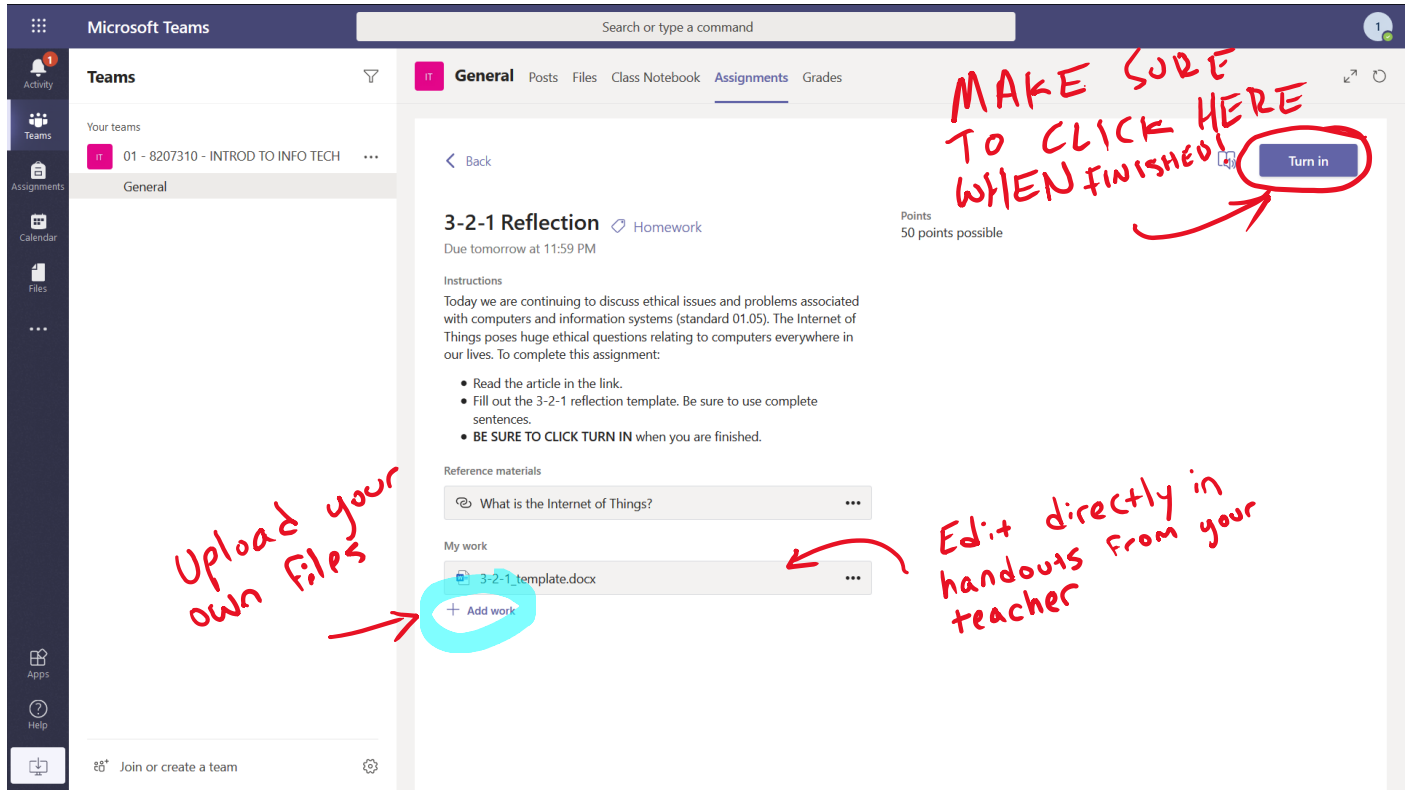 Microsoft Teams
Search or type a command
1
1
Activity
Teams
Assignments
Calendar
Files
Apps
Help
Teams
Your teams
IT 01 - 8207310 - INTROD TO INFO TECH
General
Join or create a team
IT General Posts Files Class Notebook Assignments Grades
MAKE SURE
TO CLICK HERE
WHEN FINISHED!
Back
Turn in
3-2-1 Reflection Homework
Due tomorrow at 11:59 PM
Points
50 points possible
Instructions
Today we are continuing to discuss ethical issues and problems associated
with computers and information systems (standard 01.05). The Internet of
Things poses huge ethical questions relating to computers everywhere in
our lives. To complete this assignment:
• Read the article in the link.
• Fill out the 3-2-1 reflection template. Be sure to use complete
sentences.
• BE SURE TO CLICK TURN IN when you are finished.
Reference materials
What is the Internet of Things?
My work
3-2-1_template.docx
+ Add work
Upload your
own files
Edit directly in
handouts from your
teacher